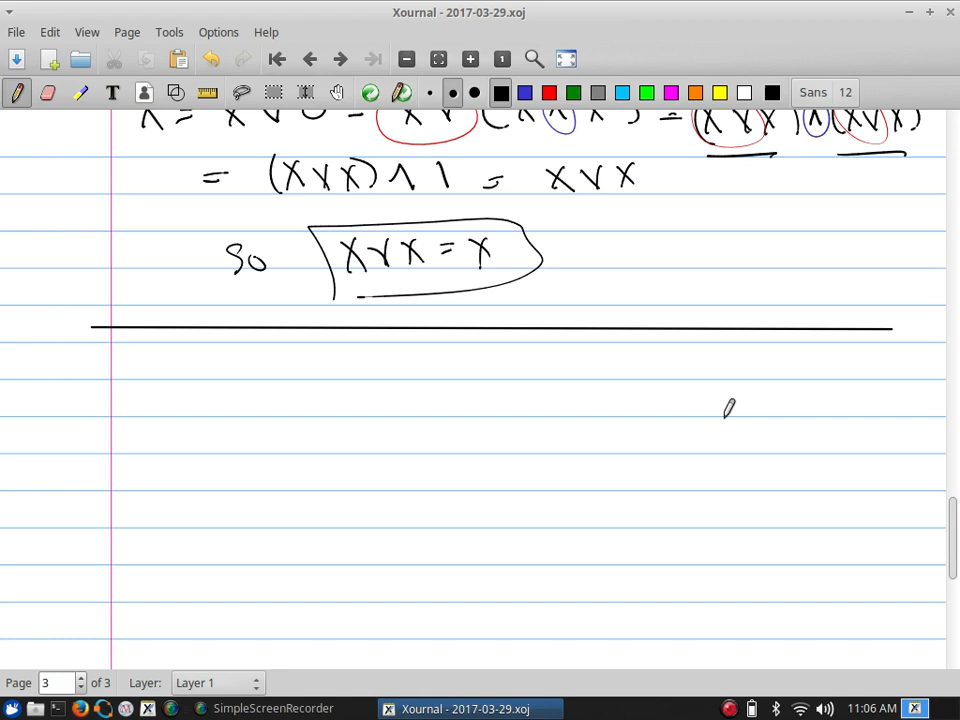 Xournal - 2017-03-29.xoj
File Edit View Page Tools Options Help
Sans 12
X = X V 0 = X V (X ∧ X') = (X V X) ∧ (X V X')
= (X V X) ∧ 1 = X V X
So X V X = X
Page 3 of 3 Layer: Layer 1
SimpleScreenRecorder Xournal - 2017-03-29.xoj 11:06 AM